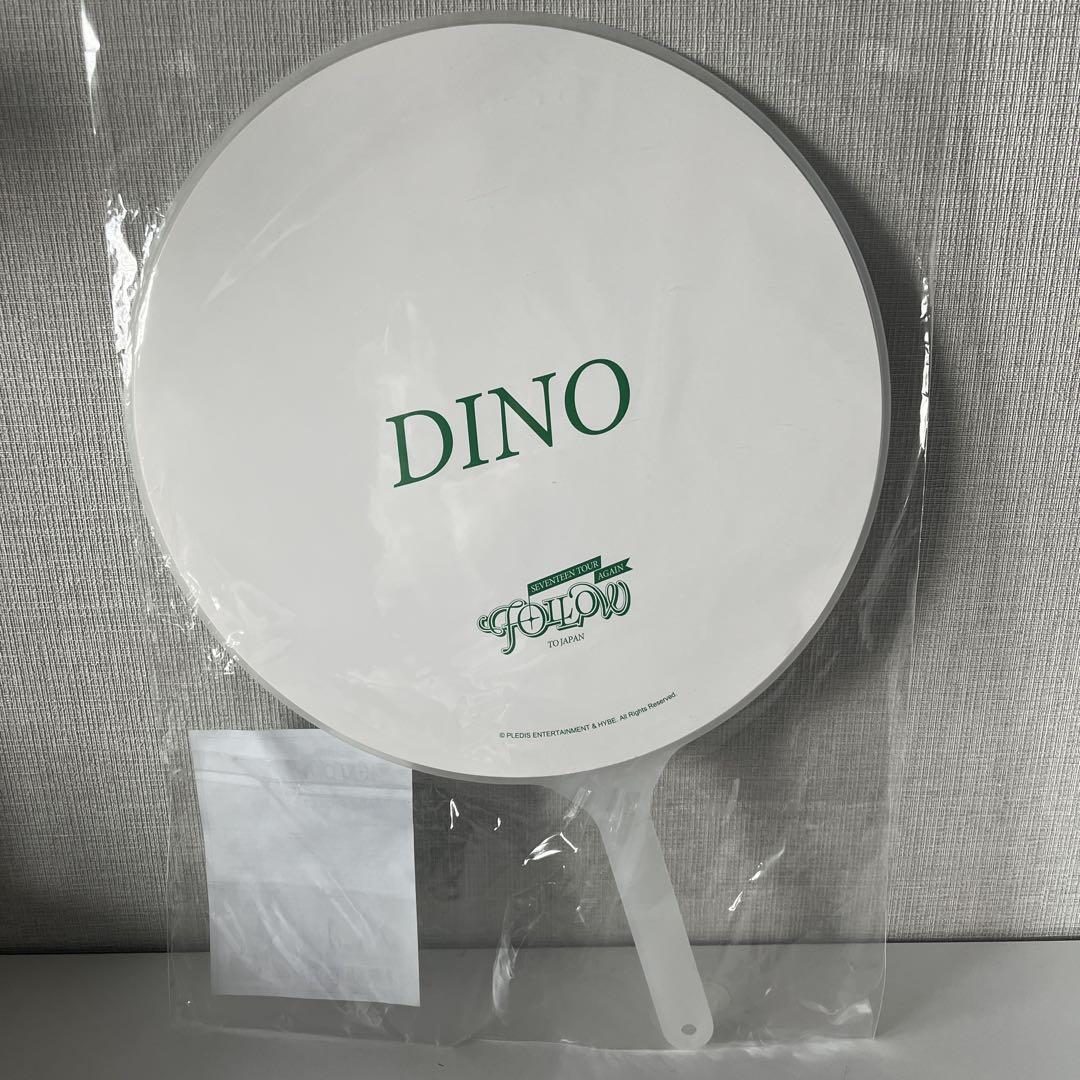 DINO
SEVENTEEN TOUR
AGAIN
FOLLOW
TO JAPAN
© PLEDIS ENTERTAINMENT & HYBE. All Rights Reserved.